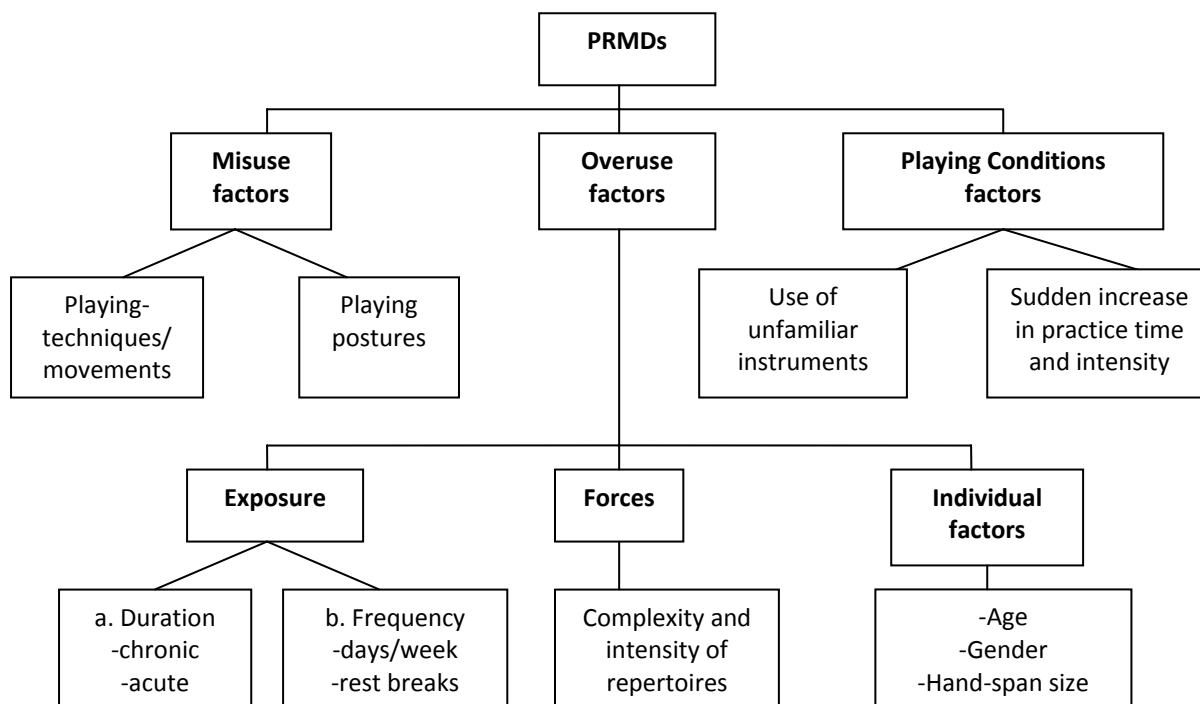 PRMDs
Misuse
factors
Overuse
factors
Playing Conditions
factors
Playing-
techniques/
movements
Playing
postures
Use of
unfamiliar
instruments
Sudden increase
in practice time
and intensity
Exposure
Forces
Individual
factors
a. Duration
-chronic
-acute
b. Frequency
-days/week
-rest breaks
Complexity and
intensity of
repertoires
-Age
-Gender
-Hand-span size